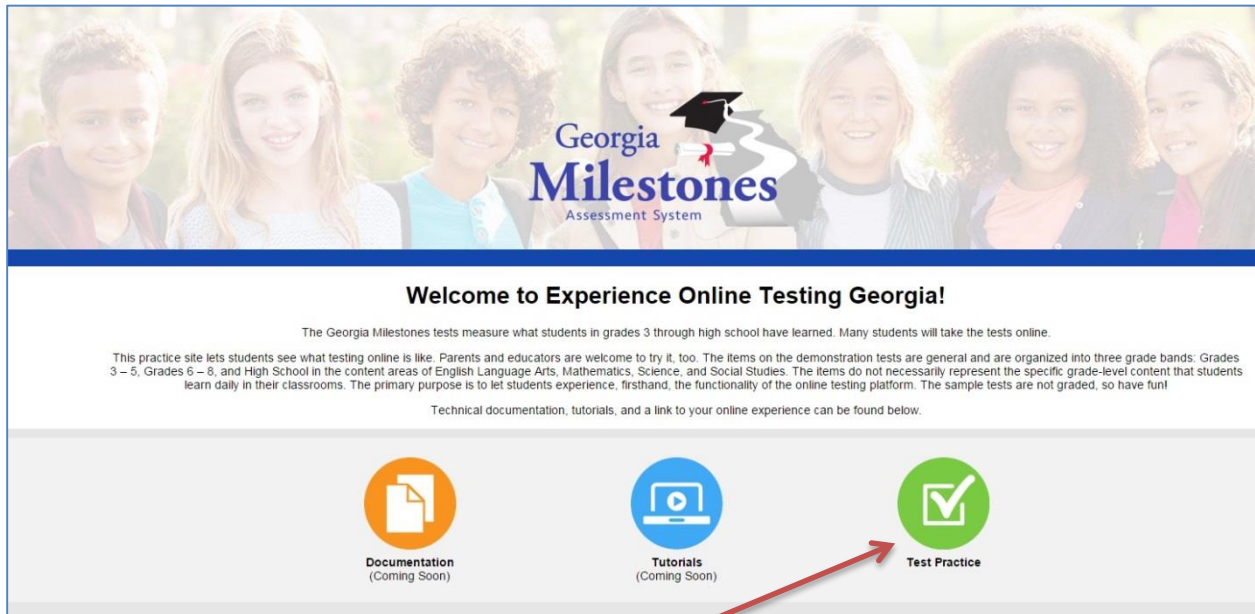 Georgia
Milestones
Assessment System
Welcome to Experience Online Testing Georgia!
The Georgia Milestones tests measure what students in grades 3 through high school have learned. Many students will take the tests online.
This practice site lets students see what testing online is like. Parents and educators are welcome to try it, too. The items on the demonstration tests are general and are organized into three grade bands: Grades
3 – 5, Grades 6 – 8, and High School in the content areas of English Language Arts, Mathematics, Science, and Social Studies. The items do not necessarily represent the specific grade-level content that students
learn daily in their classrooms. The primary purpose is to let students experience, firsthand, the functionality of the online testing platform. The sample tests are not graded, so have fun!
Technical documentation, tutorials, and a link to your online experience can be found below.
Documentation
(Coming Soon)
Tutorials
(Coming Soon)
Test Practice